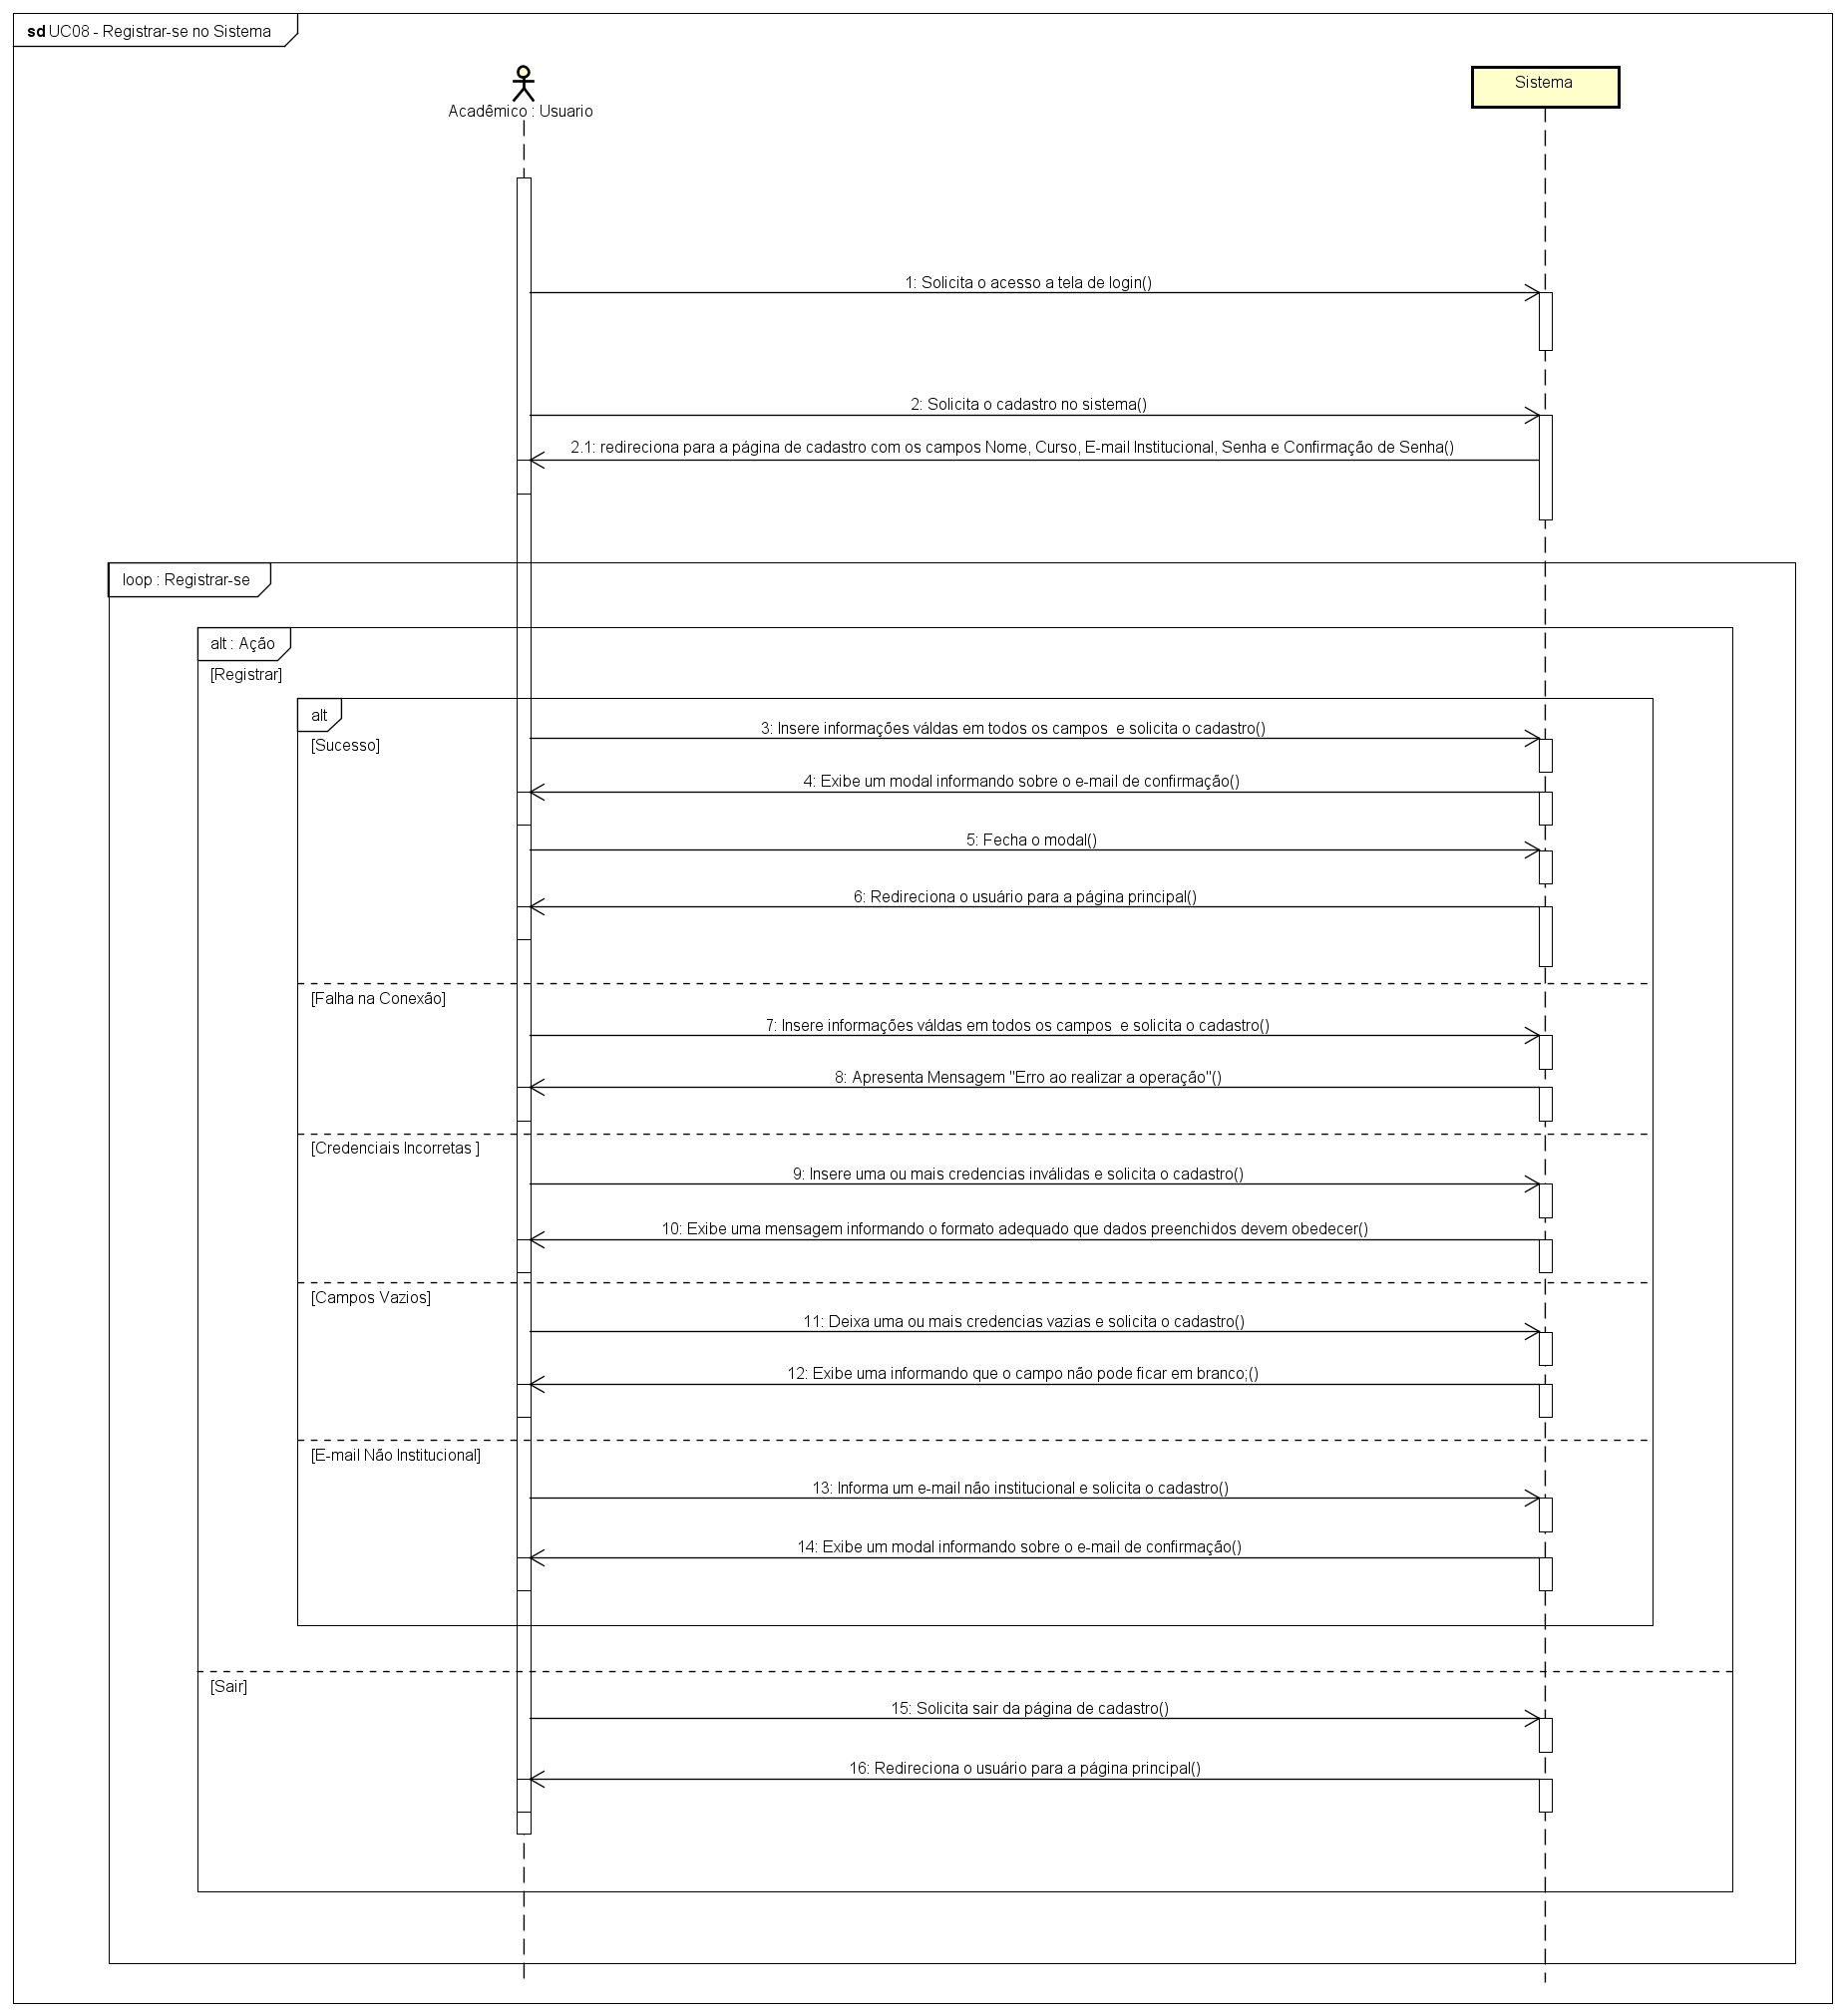 sd UC08 - Registrar-se no Sistema
Acadêmico : Usuario
Sistema
1: Solicita o acesso a tela de login()
2: Solicita o cadastro no sistema()
2.1: redireciona para a página de cadastro com os campos Nome, Curso, E-mail Institucional, Senha e Confirmação de Senha()
loop : Registrar-se
alt : Ação
[Registrar]
alt
[Sucesso]
3: Insere informações váldas em todos os campos  e solicita o cadastro()
4: Exibe um modal informando sobre o e-mail de confirmação()
5: Fecha o modal()
6: Redireciona o usuário para a página principal()
[Falha na Conexão]
7: Insere informações váldas em todos os campos  e solicita o cadastro()
8: Apresenta Mensagem "Erro ao realizar a operação"()
[Credenciais Incorretas ]
9: Insere uma ou mais credencias inválidas e solicita o cadastro()
10: Exibe uma mensagem informando o formato adequado que dados preenchidos devem obedecer()
[Campos Vazios]
11: Deixa uma ou mais credencias vazias e solicita o cadastro()
12: Exibe uma informando que o campo não pode ficar em branco;()
[E-mail Não Institucional]
13: Informa um e-mail não institucional e solicita o cadastro()
14: Exibe um modal informando sobre o e-mail de confirmação()
[Sair]
15: Solicita sair da página de cadastro()
16: Redireciona o usuário para a página principal()